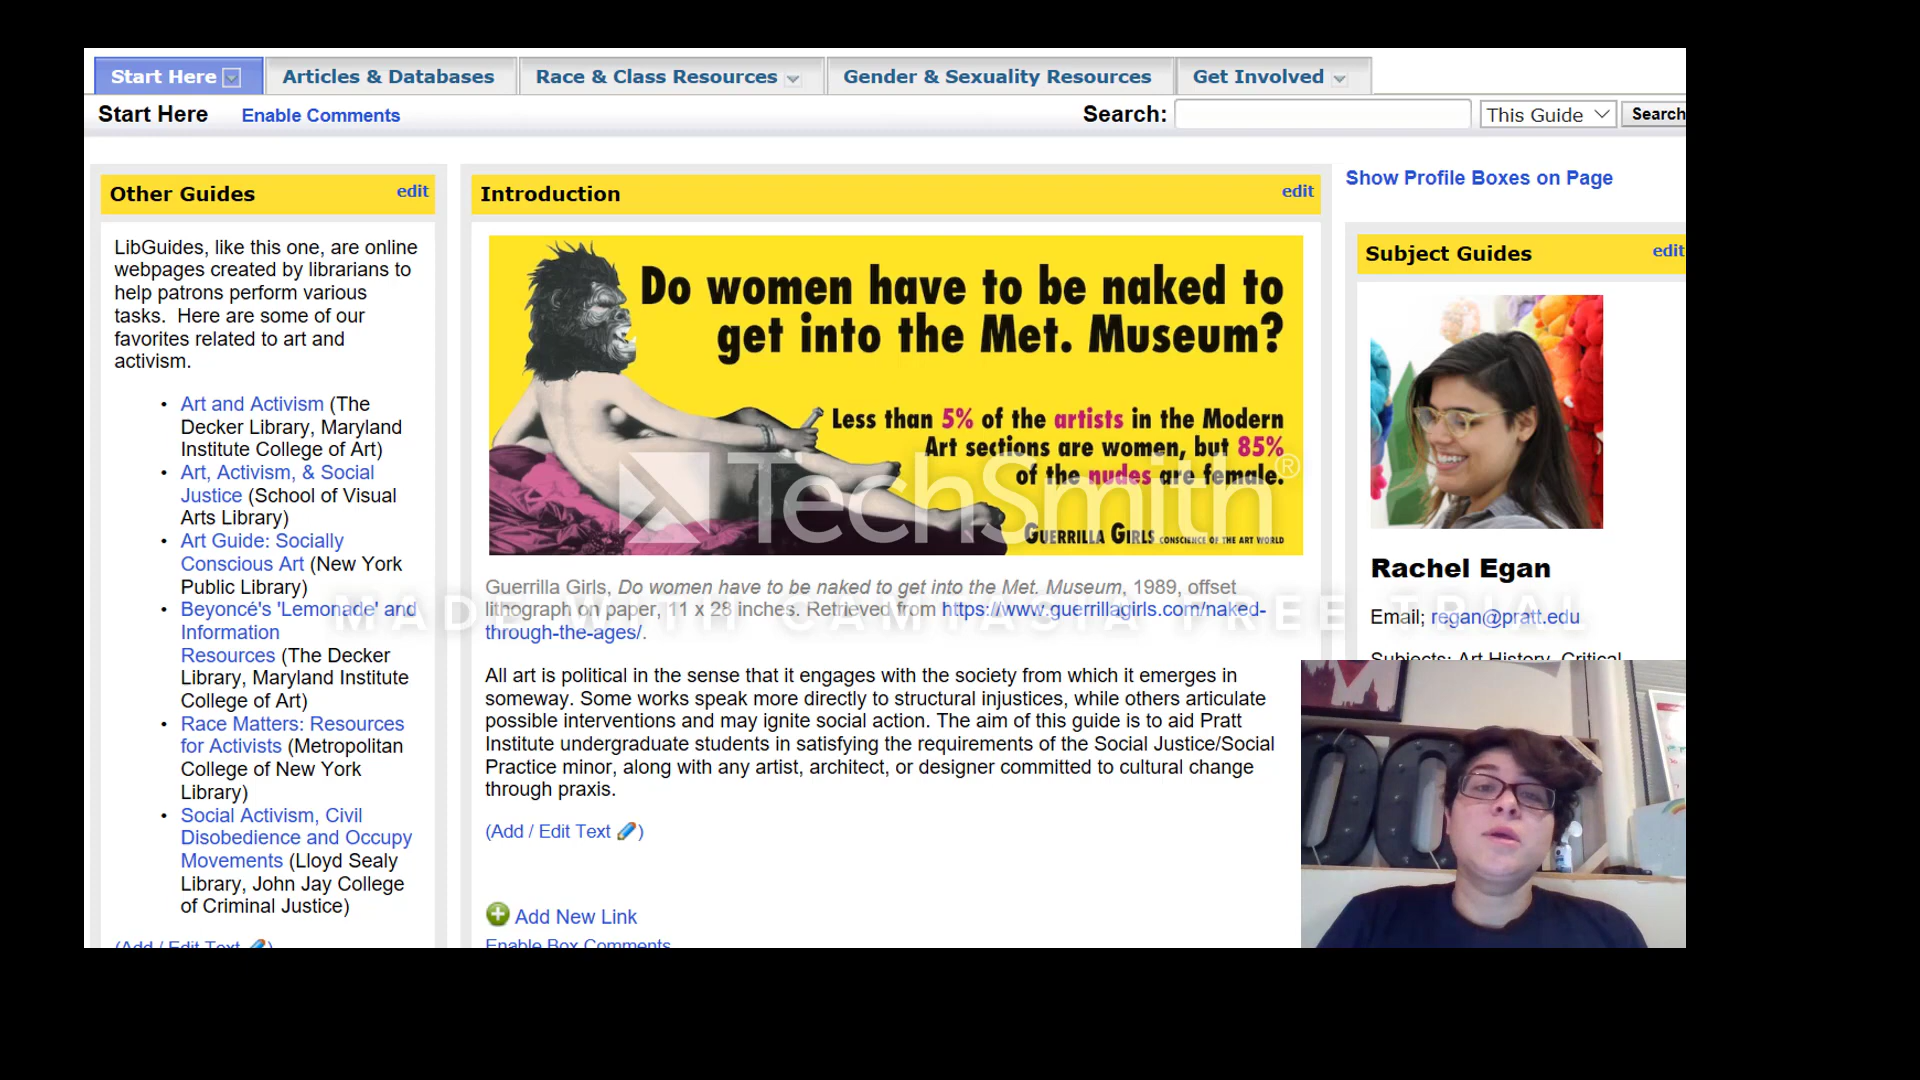 Start Here
Articles & Databases
Race & Class Resources
Gender & Sexuality Resources
Get Involved
Start Here
Enable Comments
Search:
This Guide
Search
Other Guides
edit
LibGuides, like this one, are online
webpages created by librarians to
help patrons perform various
tasks.  Here are some of our
favorites related to art and
activism.
• Art and Activism (The
Decker Library, Maryland
Institute College of Art)
• Art, Activism, & Social
Justice (School of Visual
Arts Library)
• Art Guide: Socially
Conscious Art (New York
Public Library)
• Beyoncé's 'Lemonade' and
Information
Resources (The Decker
Library, Maryland Institute
College of Art)
• Race Matters: Resources
for Activists (Metropolitan
College of New York
Library)
• Social Activism, Civil
Disobedience and Occupy
Movements (Lloyd Sealy
Library, John Jay College
of Criminal Justice)
(Add / Edit Text)
Introduction
edit
Do women have to be naked to
get into the Met. Museum?
Less than 5% of the artists in the Modern
Art sections are women, but 85%
of the nudes are female.
GUERRILLA GIRLS CONSCIENCE OF THE ART WORLD
TechSmith®
MADE WITH CAMTASIA FREE TRIAL
Guerrilla Girls, Do women have to be naked to get into the Met. Museum, 1989, offset
lithograph on paper, 11 x 28 inches. Retrieved from https://www.guerrillagirls.com/naked-
through-the-ages/.
All art is political in the sense that it engages with the society from which it emerges in
someway. Some works speak more directly to structural injustices, while others articulate
possible interventions and may ignite social action. The aim of this guide is to aid Pratt
Institute undergraduate students in satisfying the requirements of the Social Justice/Social
Practice minor, along with any artist, architect, or designer committed to cultural change
through praxis.
(Add / Edit Text)
Add New Link
Enable Box Comments
Show Profile Boxes on Page
Subject Guides
edit
Rachel Egan
Email; regan@pratt.edu
Subjects: Art History, Critical